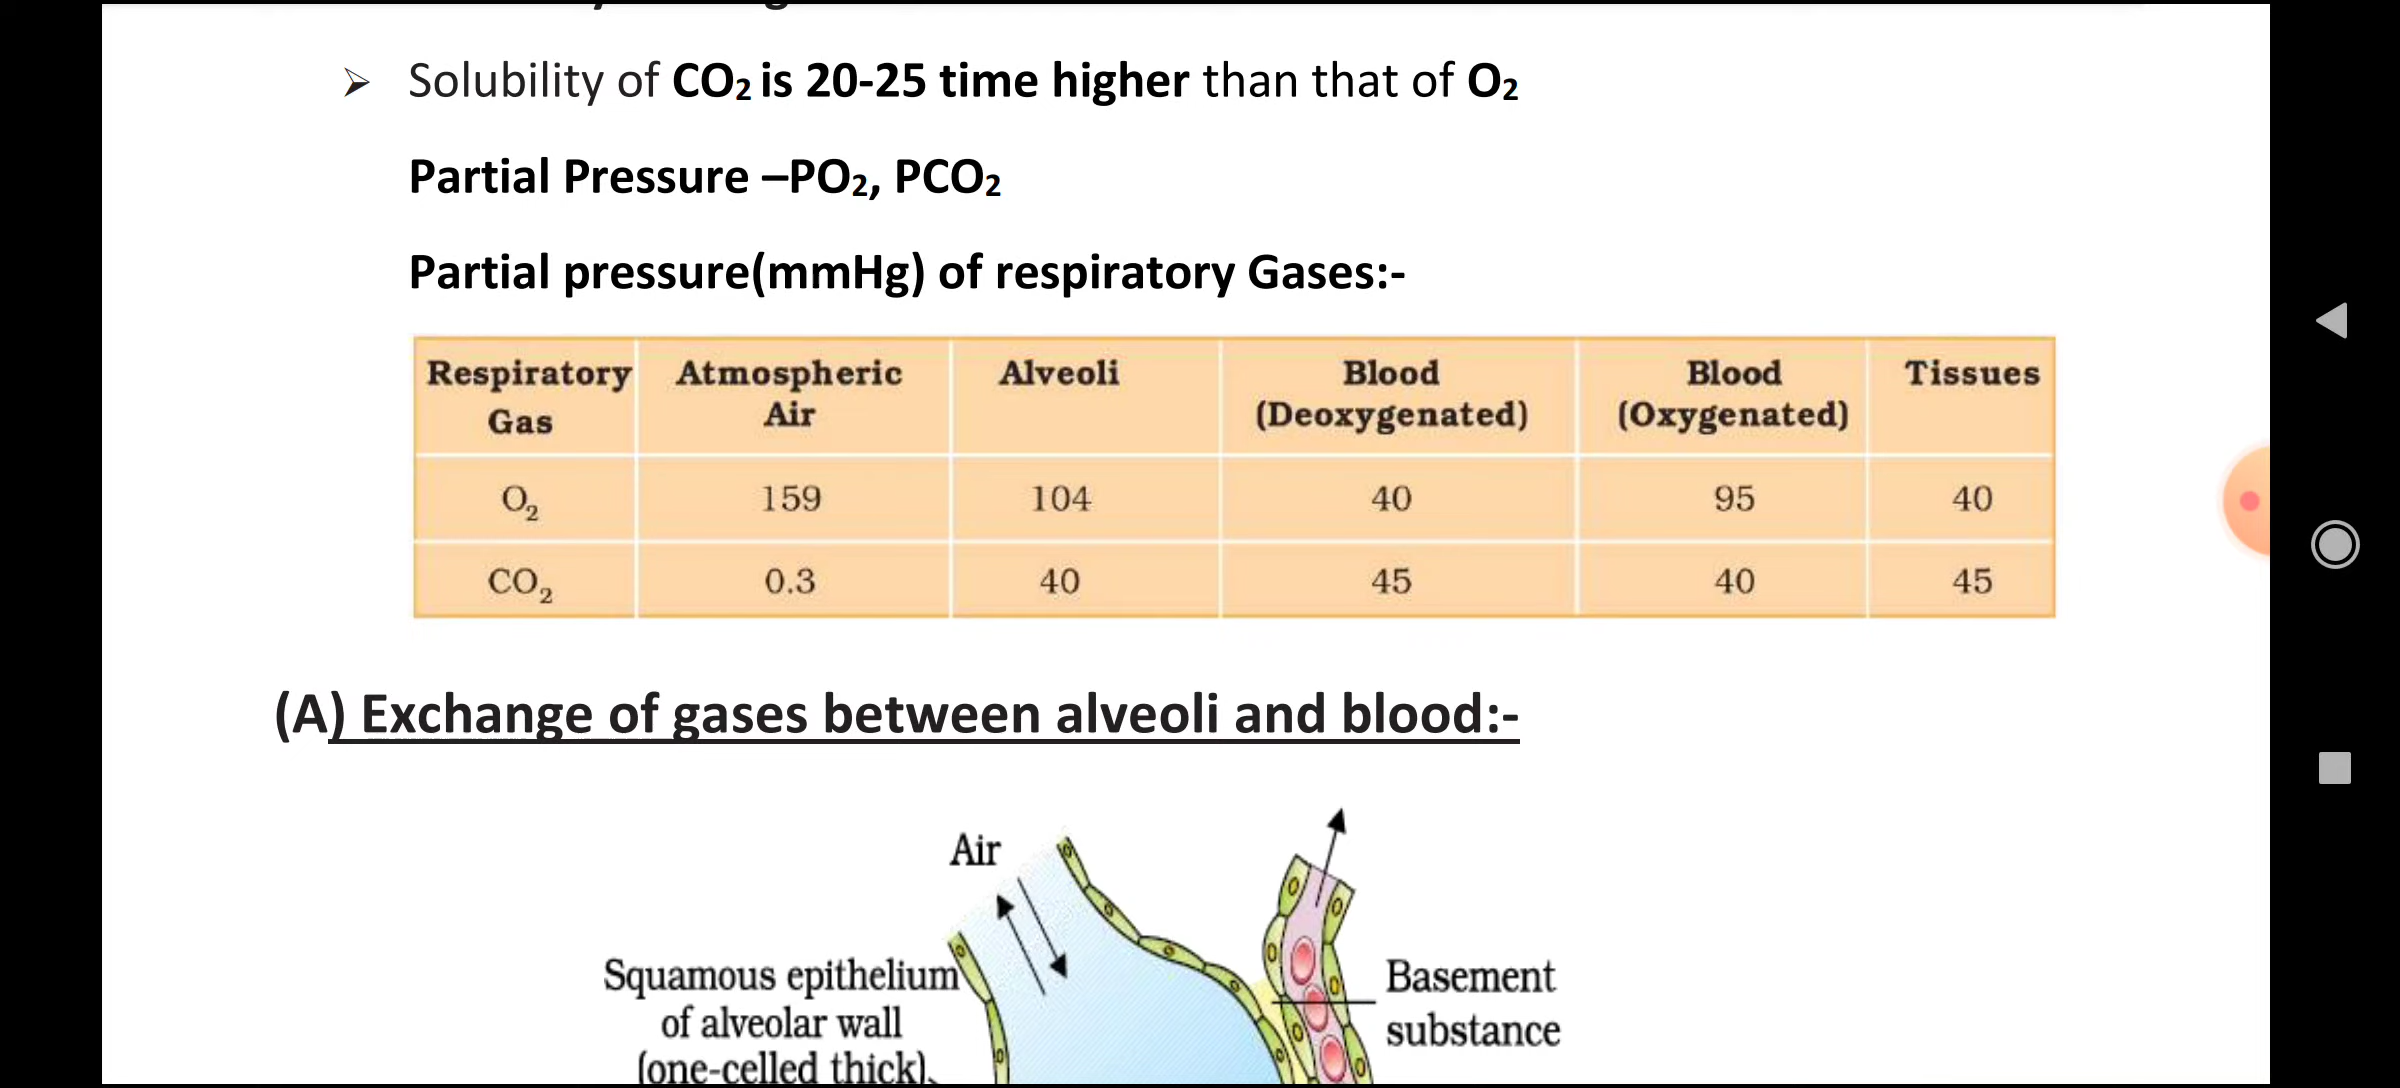 ➢ Solubility of CO₂ is 20-25 time higher than that of O₂
Partial Pressure –PO₂, PCO₂
Partial pressure(mmHg) of respiratory Gases:-
Respiratory Gas Atmospheric Air Alveoli Blood (Deoxygenated) Blood (Oxygenated) Tissues
O₂ 159 104 40 95 40
CO₂ 0.3 40 45 40 45
(A) Exchange of gases between alveoli and blood:-
Air
Squamous epithelium
of alveolar wall
(one-celled thick)
Basement
substance